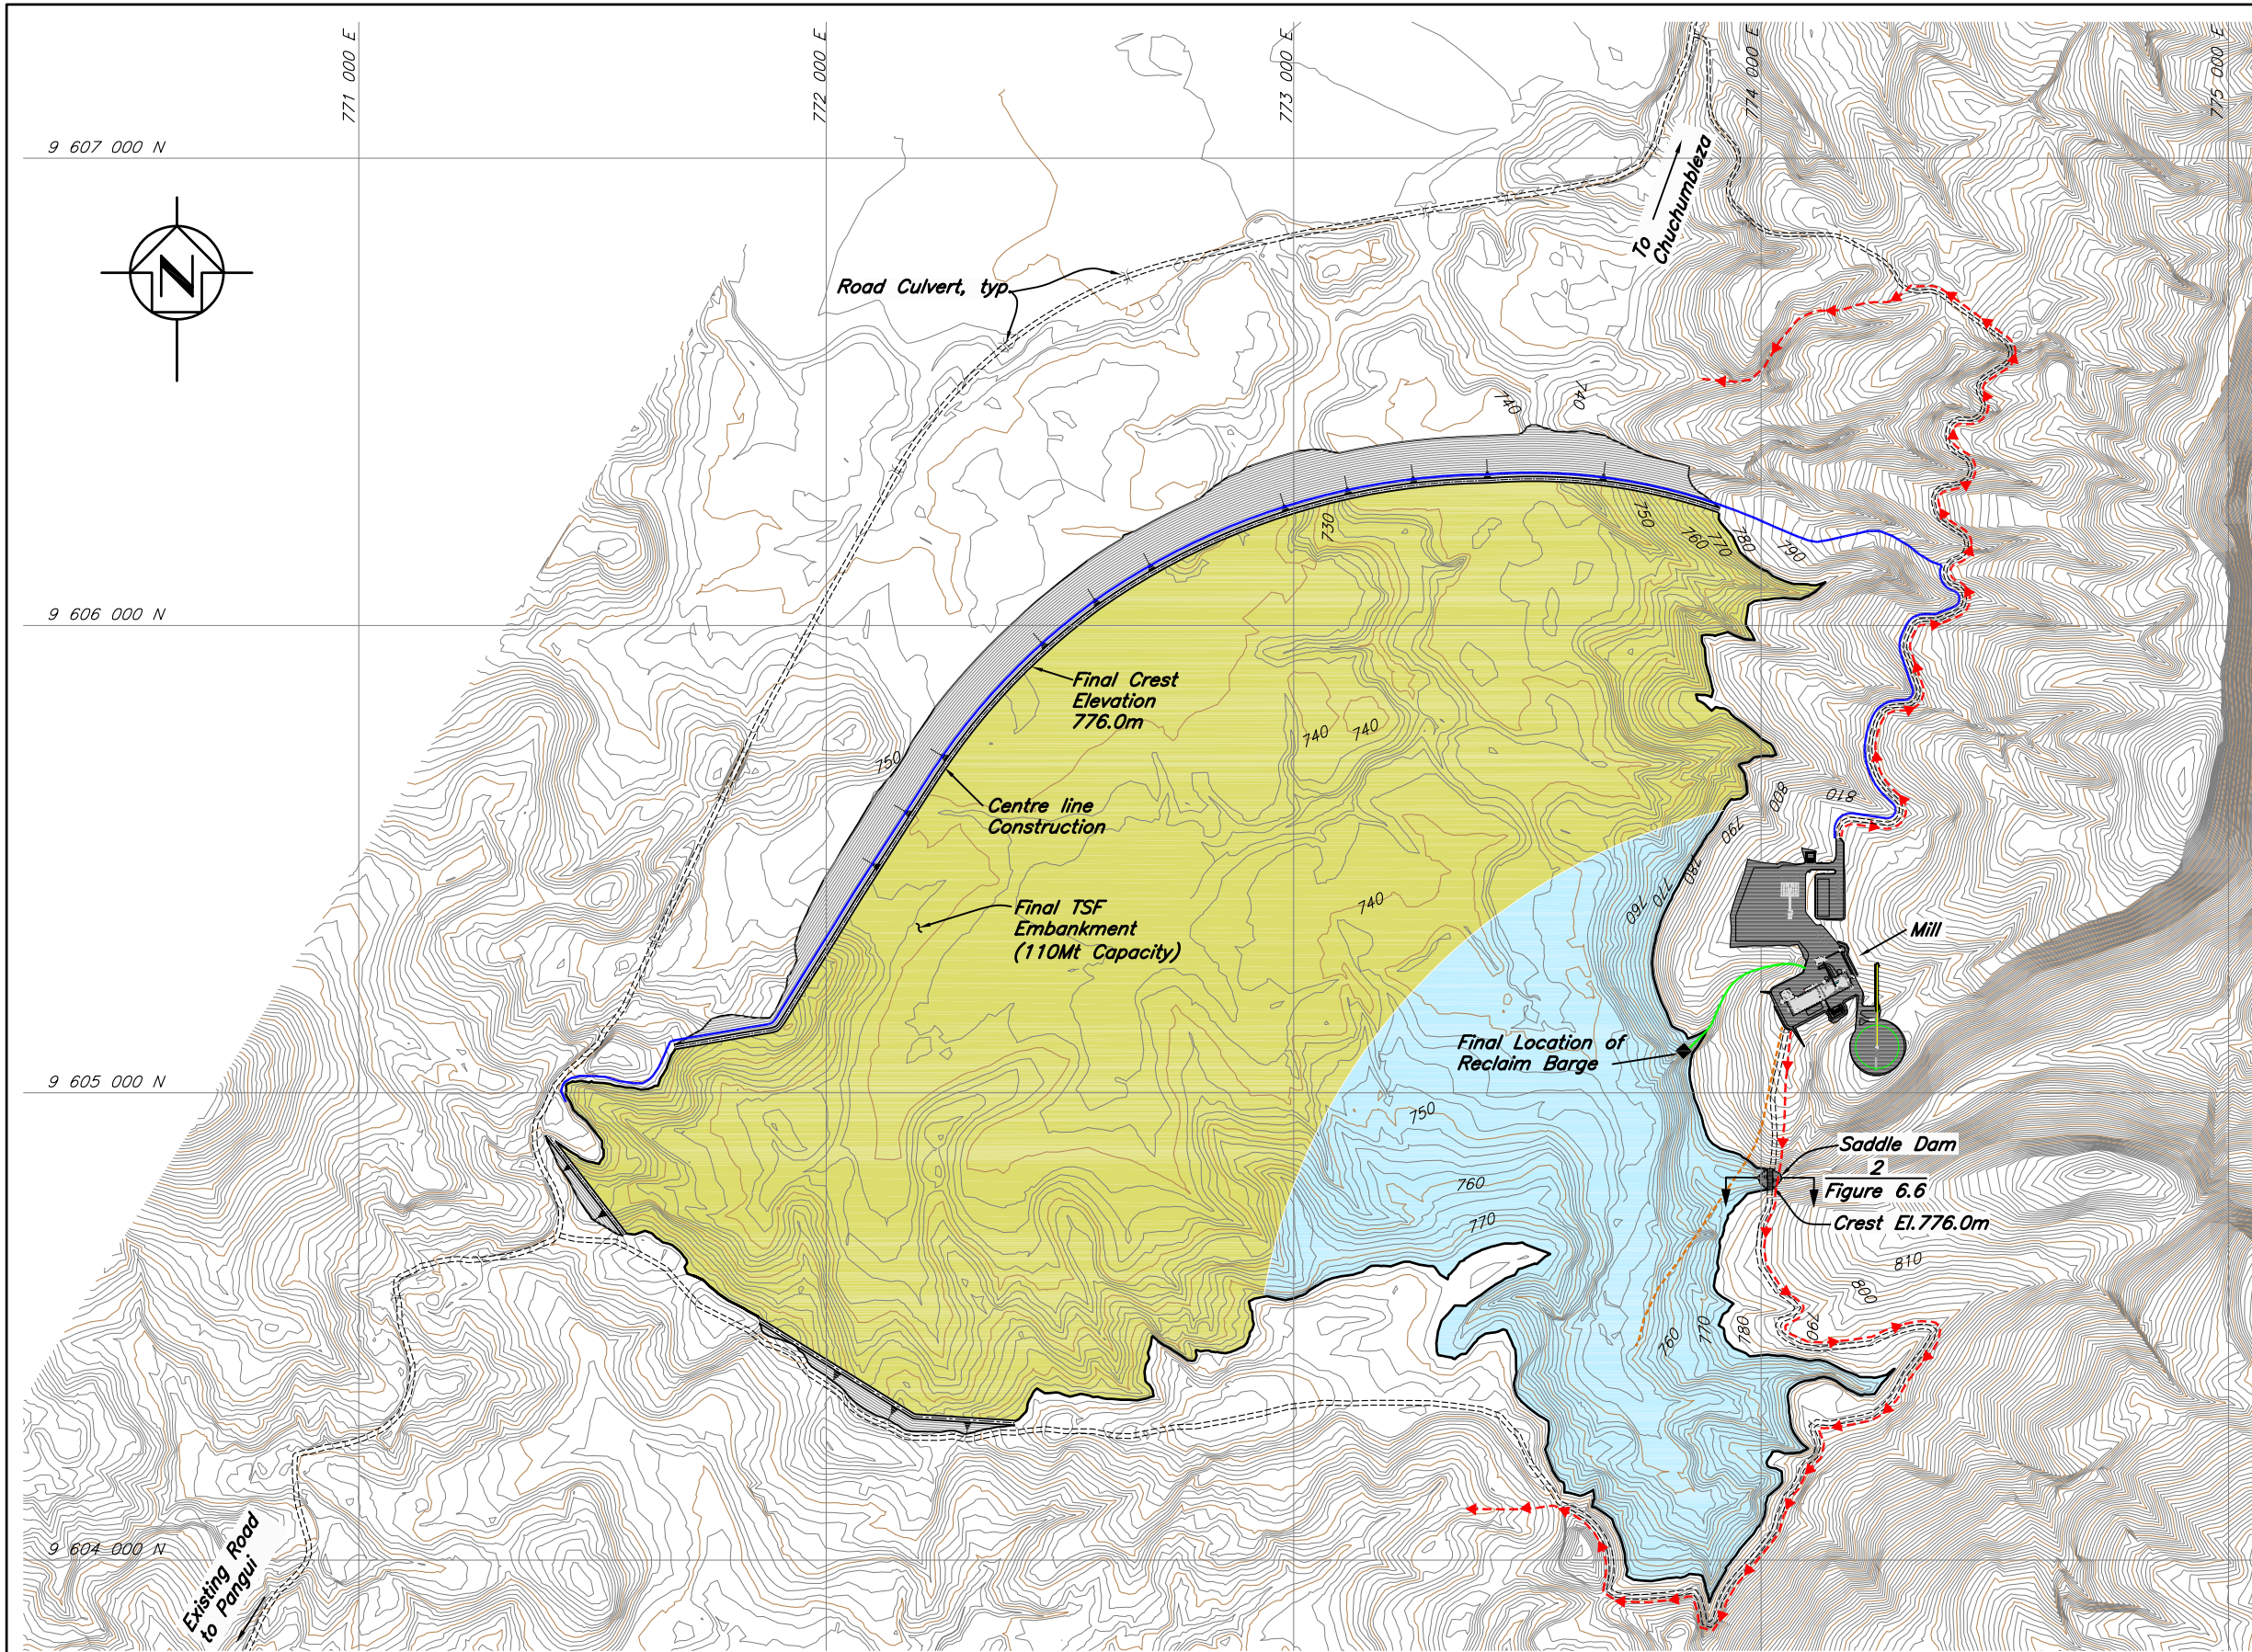 771 000 E
772 000 E
773 000 E
774 000 E
775 000 E
9 607 000 N
N
To
Chuchumbleza
Road Culvert, typ.
740
740
730
750
760
770
780
790
9 606 000 N
Final Crest
Elevation
776.0m
740
740
750
Centre line
Construction
800
810
790
780
770
760
740
Final TSF
Embankment
(110Mt Capacity)
Mill
Final Location of
Reclaim Barge
9 605 000 N
750
760
770
Saddle Dam
2
Figure 6.6
Crest El.776.0m
810
800
790
780
770
760
9 604 000 N
Existing Road
to Pangui